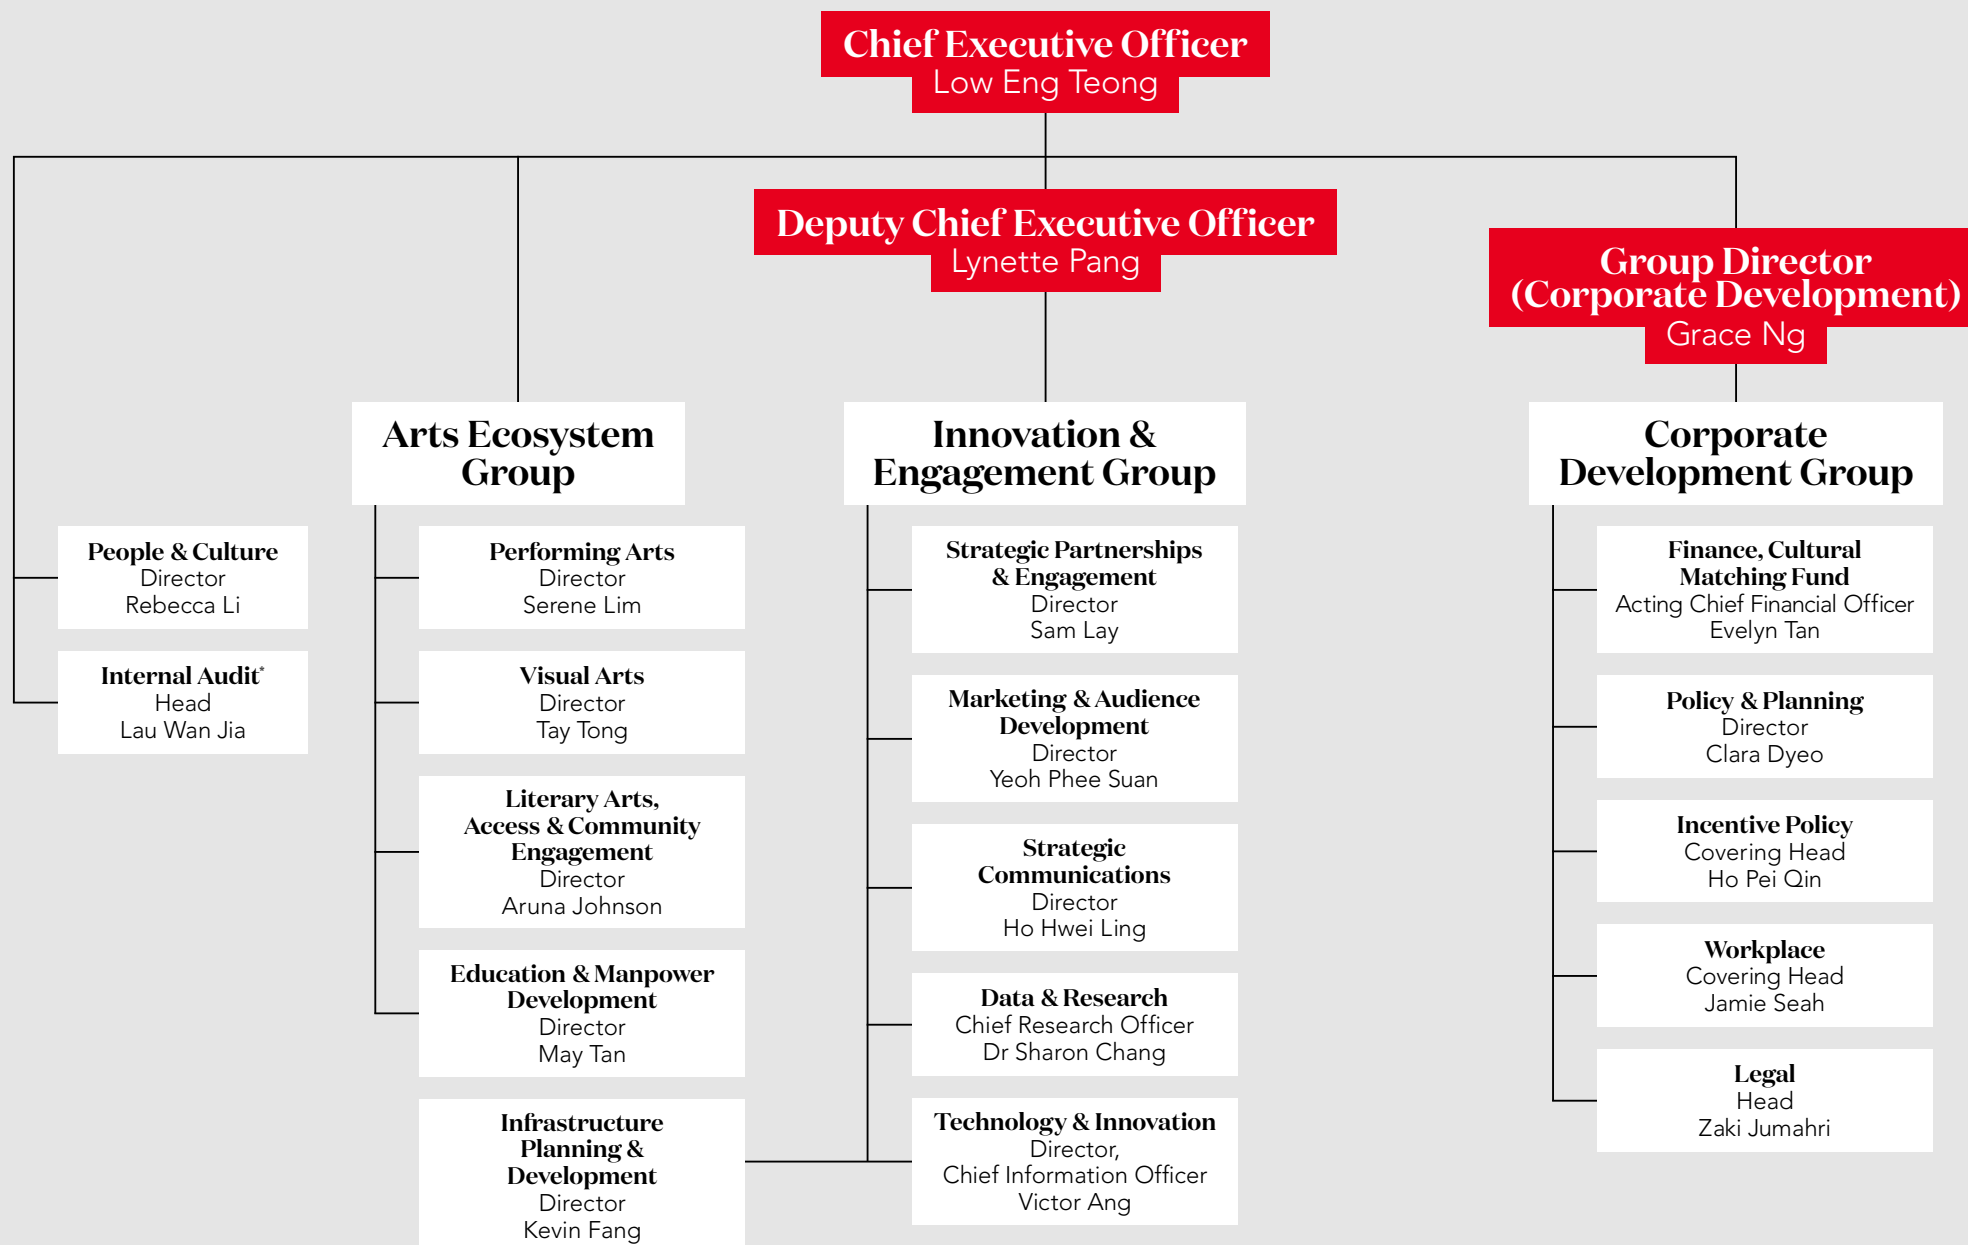 Chief Executive Officer
Low Eng Teong
Deputy Chief Executive Officer
Lynette Pang
Group Director
(Corporate Development)
Grace Ng
People & Culture
Director
Rebecca Li
Internal Audit*
Head
Lau Wan Jia
Arts Ecosystem
Group
Performing Arts
Director
Serene Lim
Visual Arts
Director
Tay Tong
Literary Arts,
Access & Community
Engagement
Director
Aruna Johnson
Education & Manpower
Development
Director
May Tan
Infrastructure
Planning &
Development
Director
Kevin Fang
Innovation &
Engagement Group
Strategic Partnerships
& Engagement
Director
Sam Lay
Marketing & Audience
Development
Director
Yeoh Phee Suan
Strategic
Communications
Director
Ho Hwei Ling
Data & Research
Chief Research Officer
Dr Sharon Chang
Technology & Innovation
Director,
Chief Information Officer
Victor Ang
Corporate
Development Group
Finance, Cultural
Matching Fund
Acting Chief Financial Officer
Evelyn Tan
Policy & Planning
Director
Clara Dyeo
Incentive Policy
Covering Head
Ho Pei Qin
Workplace
Covering Head
Jamie Seah
Legal
Head
Zaki Jumahri